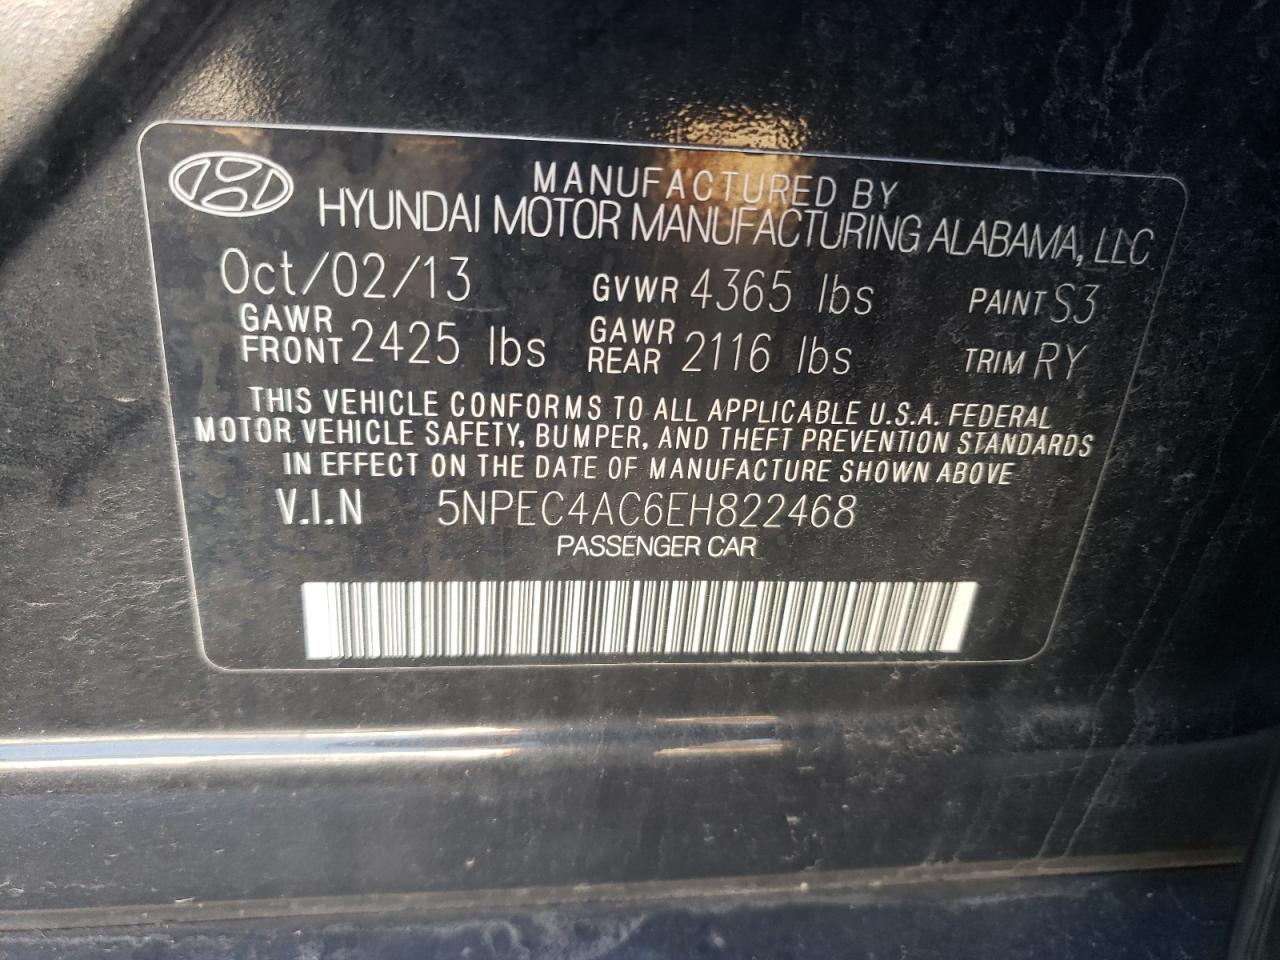 MANUFACTURED BY
HYUNDAI MOTOR MANUFACTURING ALABAMA, LLC
Oct/02/13 GVWR 4365 lbs PAINT S3
GAWR FRONT 2425 lbs GAWR REAR 2116 lbs TRIM RY
THIS VEHICLE CONFORMS TO ALL APPLICABLE U.S.A. FEDERAL
MOTOR VEHICLE SAFETY, BUMPER, AND THEFT PREVENTION STANDARDS
IN EFFECT ON THE DATE OF MANUFACTURE SHOWN ABOVE
V.I.N 5NPEC4AC6EH822468
PASSENGER CAR